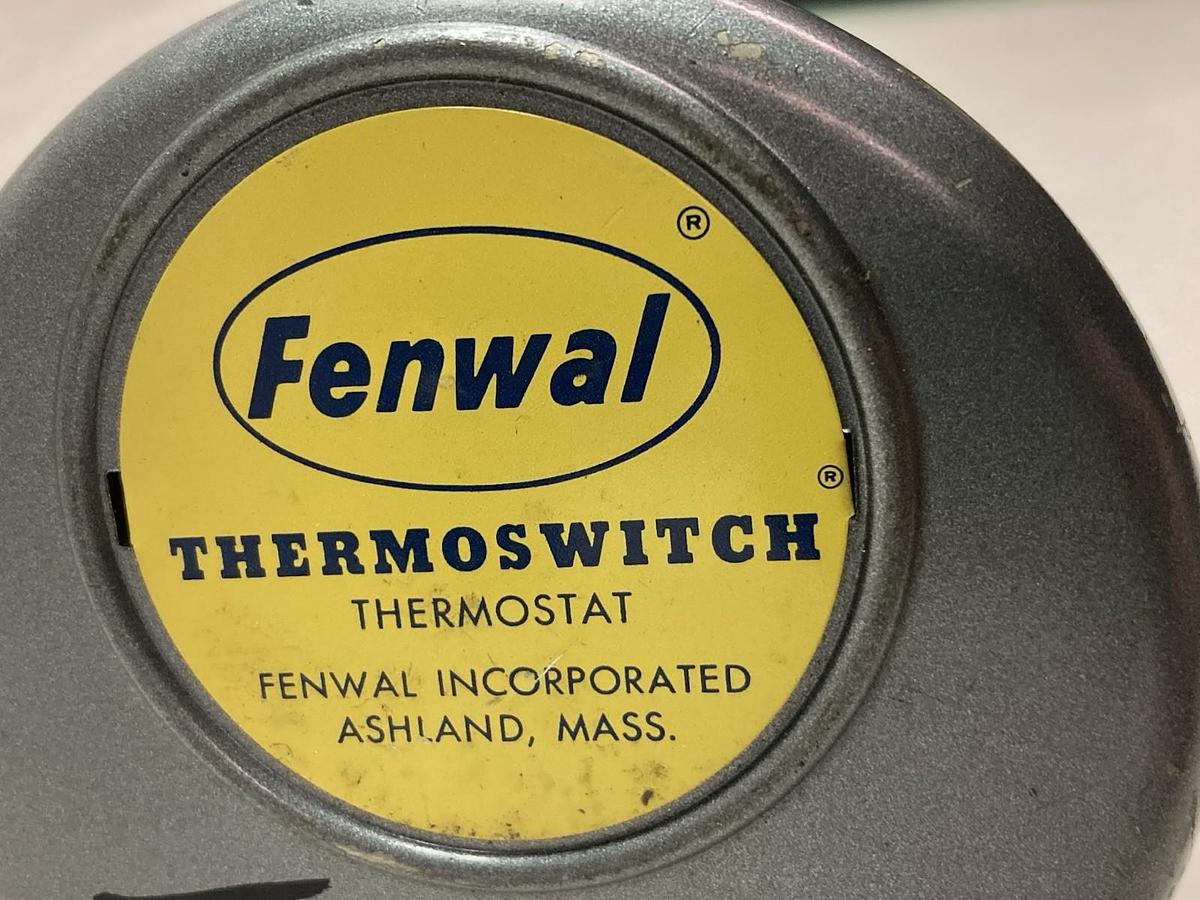 ®
Fenwal
®
THERMOSWITCH
THERMOSTAT
FENWAL INCORPORATED
ASHLAND, MASS.